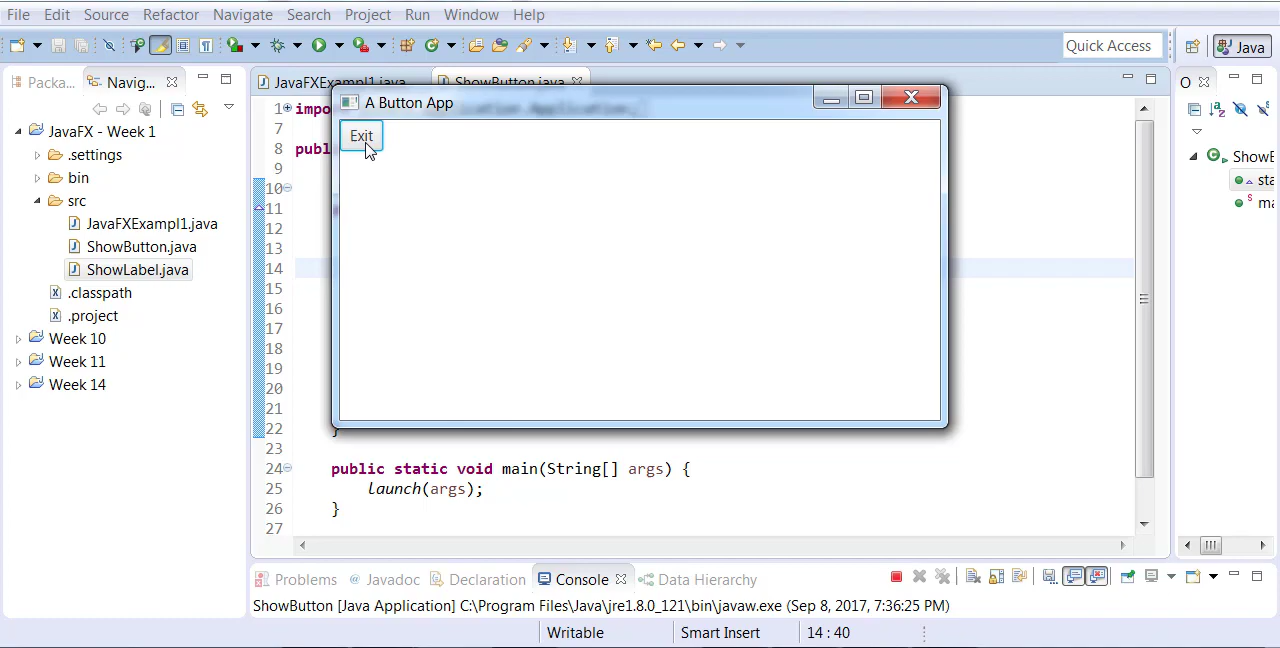 File Edit Source Refactor Navigate Search Project Run Window Help
Quick Access
Java
Packa...
Navig...
JavaFXExampl1.java
ShowButton.java
A Button App
Exit
JavaFX - Week 1
.settings
bin
src
JavaFXExampl1.java
ShowButton.java
ShowLabel.java
.classpath
.project
Week 10
Week 11
Week 14
1 impo lication.Application;
7
8 publ
9
10
11
12
13
14
15
16
17
18
19
20
21
22 }
23
24 public static void main(String[] args) {
25 launch(args);
26 }
27
O
ShowB
sta
ma
Problems @ Javadoc Declaration Console Data Hierarchy
ShowButton [Java Application] C:\Program Files\Java\jre1.8.0_121\bin\javaw.exe (Sep 8, 2017, 7:36:25 PM)
Writable Smart Insert 14 : 40